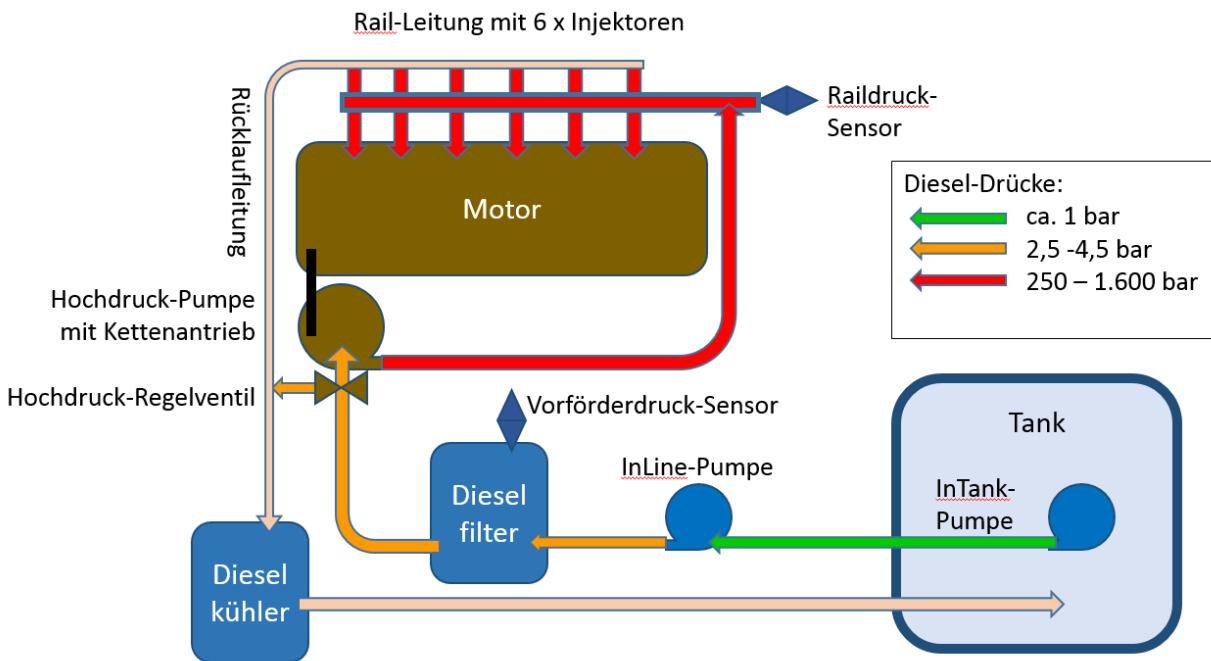 Rail-Leitung mit 6 x Injektoren
Rücklaufleitung
Raildruck-
Sensor
Motor
Diesel-Drücke:
ca. 1 bar
2,5 -4,5 bar
250 – 1.600 bar
Hochdruck-Pumpe
mit Kettenantrieb
Hochdruck-Regelventil
Vorförderdruck-Sensor
Tank
InLine-Pumpe
InTank-
Pumpe
Diesel
filter
Diesel
kühler